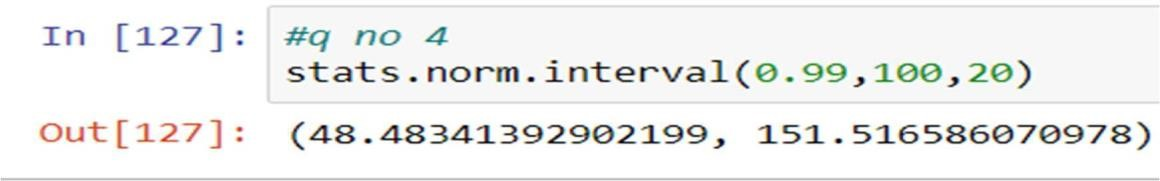 In [127]: #q no 4
stats.norm.interval(0.99,100,20)
Out[127]: (48.48341392902199, 151.516586070978)